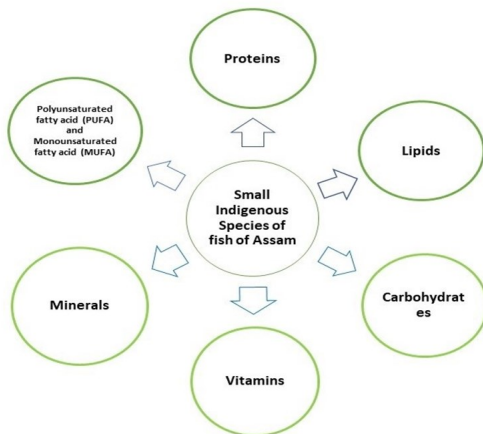 Proteins
Polyunsaturated
fatty acid (PUFA)
and
Monounsaturated
fatty acid (MUFA)
Lipids
Small
Indigenous
Species of
fish of Assam
Minerals
Carbohydrat
es
Vitamins